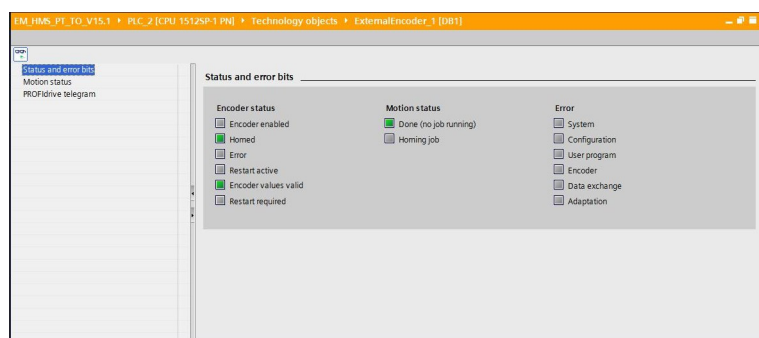 EM_HMS_PT_TO_V15.1 ▸ PLC_2 [CPU 1512SP-1 PN] ▸ Technology objects ▸ ExternalEncoder_1 [DB1]
Status and error bits
Motion status
PROFIdrive telegram
Status and error bits
Encoder status
Encoder enabled
Homed
Error
Restart active
Encoder values valid
Restart required
Motion status
Done (no job running)
Homing job
Error
System
Configuration
User program
Encoder
Data exchange
Adaptation